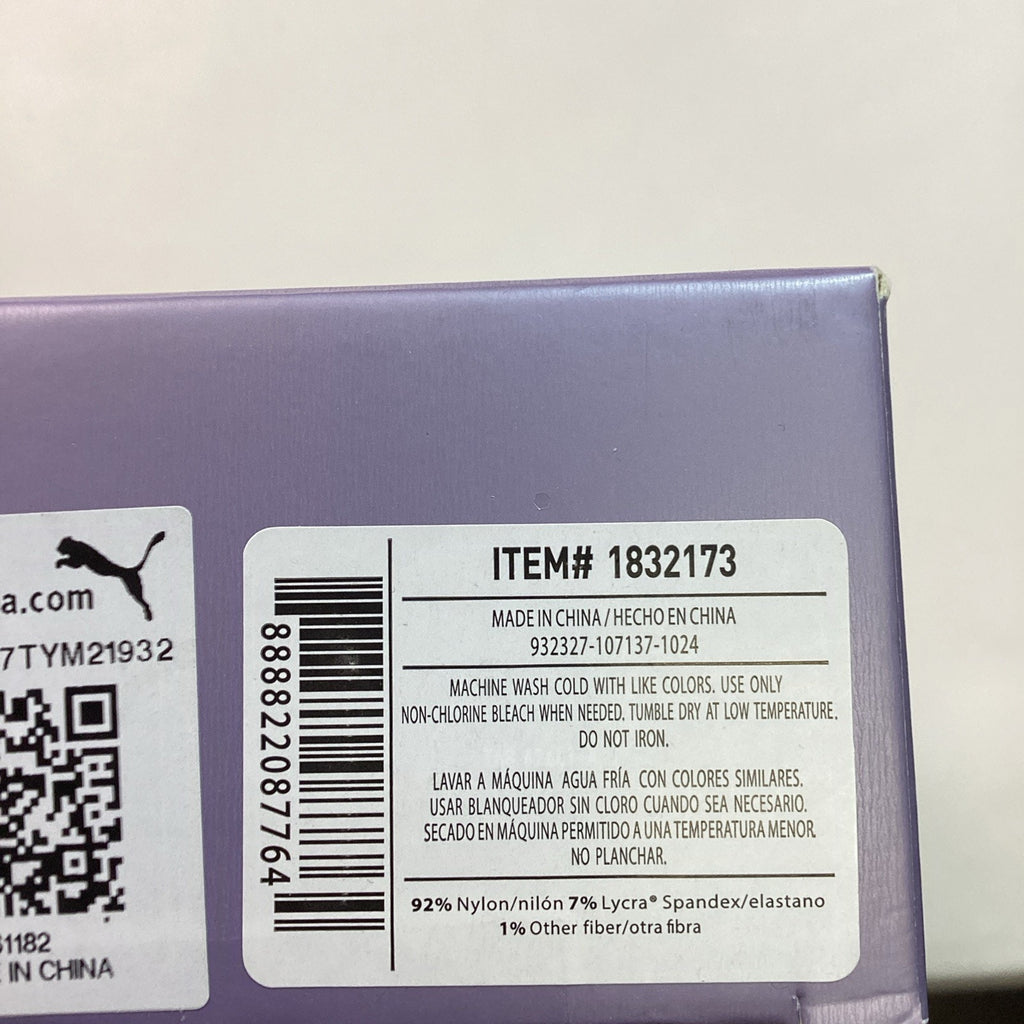 a.com
7TYM21932
1182
IN CHINA
888822087764
ITEM# 1832173
MADE IN CHINA / HECHO EN CHINA
932327-107137-1024
MACHINE WASH COLD WITH LIKE COLORS. USE ONLY
NON-CHLORINE BLEACH WHEN NEEDED. TUMBLE DRY AT LOW TEMPERATURE.
DO NOT IRON.
LAVAR A MÁQUINA AGUA FRÍA CON COLORES SIMILARES.
USAR BLANQUEADOR SIN CLORO CUANDO SEA NECESARIO.
SECADO EN MÁQUINA PERMITIDO A UNA TEMPERATURA MENOR.
NO PLANCHAR.
92% Nylon/nilón 7% Lycra® Spandex/elastano
1% Other fiber/otra fibra